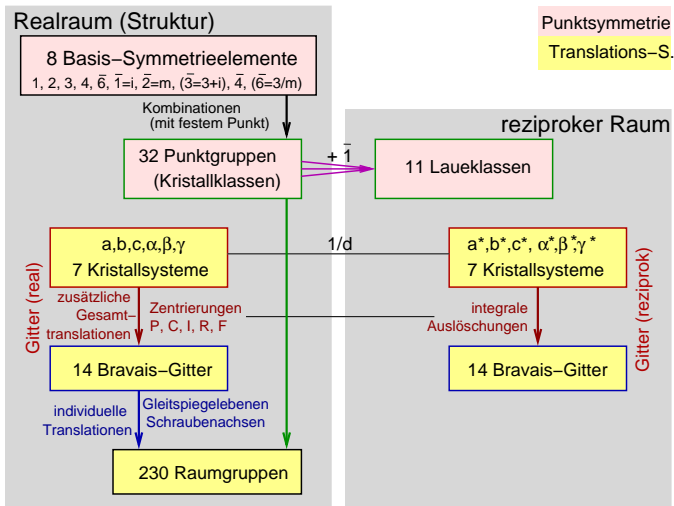 Realraum (Struktur)
Punktsymmetrie
Translations−S.
8 Basis−Symmetrieelemente
1, 2, 3, 4, 6̅, 1̅=i, 2̅=m, (3̅=3+i), 4̅, (6̅=3/m)
Kombinationen
(mit festem Punkt)
reziproker Raum
32 Punktgruppen
(Kristallklassen)
+ 1̅
11 Laueklassen
a,b,c,α,β,γ
7 Kristallsysteme
1/d
a*,b*,c*, α*,β*,γ*
7 Kristallsysteme
Gitter (real)
zusätzliche
Gesamt−
translationen
Zentrierungen
P, C, I, R, F
integrale
Auslöschungen
Gitter (reziprok)
14 Bravais−Gitter
14 Bravais−Gitter
individuelle
Translationen
Gleitspiegelebenen
Schraubenachsen
230 Raumgruppen